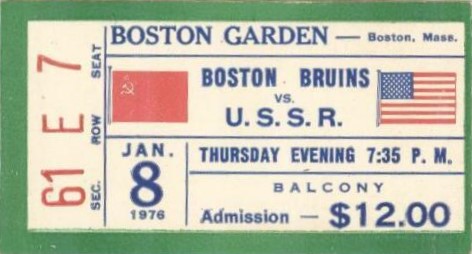 BOSTON GARDEN — Boston, Mass.
BOSTON BRUINS
VS.
U.S.S.R.
JAN.
8
1976
THURSDAY EVENING 7:35 P. M.
BALCONY
Admission — $12.00
61 E 7
SEC. ROW SEAT